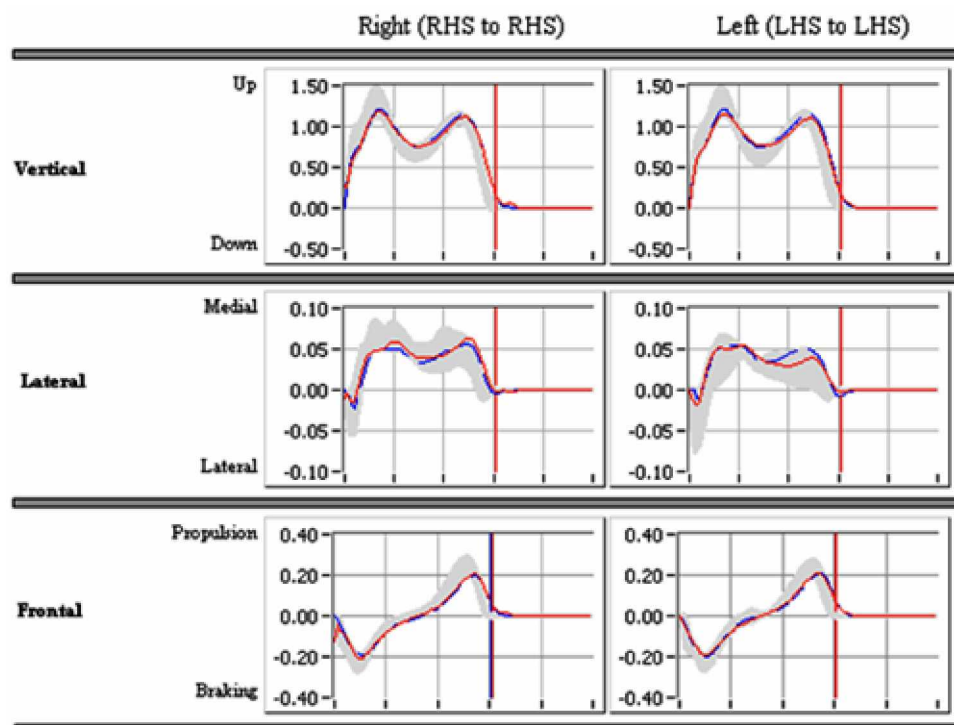 Right (RHS to RHS) Left (LHS to LHS)
Up 1.50 1.50
1.00 1.00
Vertical 0.50 0.50
0.00 0.00
Down -0.50 -0.50
Medial 0.10 0.10
0.05 0.05
Lateral 0.00 0.00
-0.05 -0.05
Lateral -0.10 -0.10
Propulsion 0.40 0.40
0.20 0.20
Frontal 0.00 0.00
-0.20 -0.20
Braking -0.40 -0.40